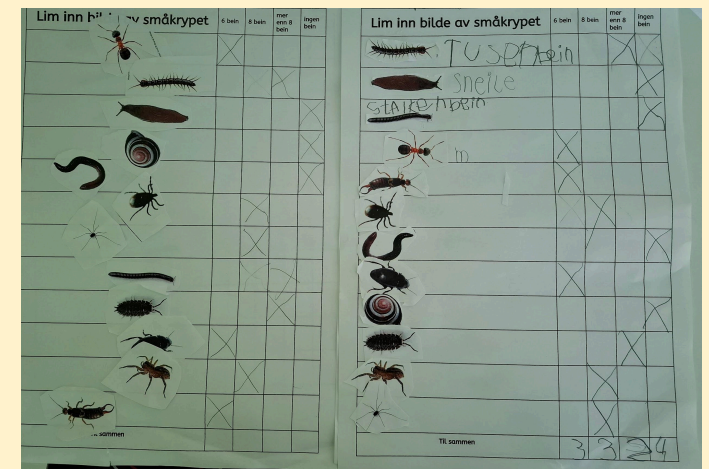 Lim inn bilde av småkrypet 6 bein 8 bein mer enn 8 bein ingen bein
Til sammen
Lim inn bilde av småkrypet 6 bein 8 bein mer enn 8 bein ingen bein
TUSENbein
Sneile
STAlkehbein
m
Til sammen 3 3 2 4